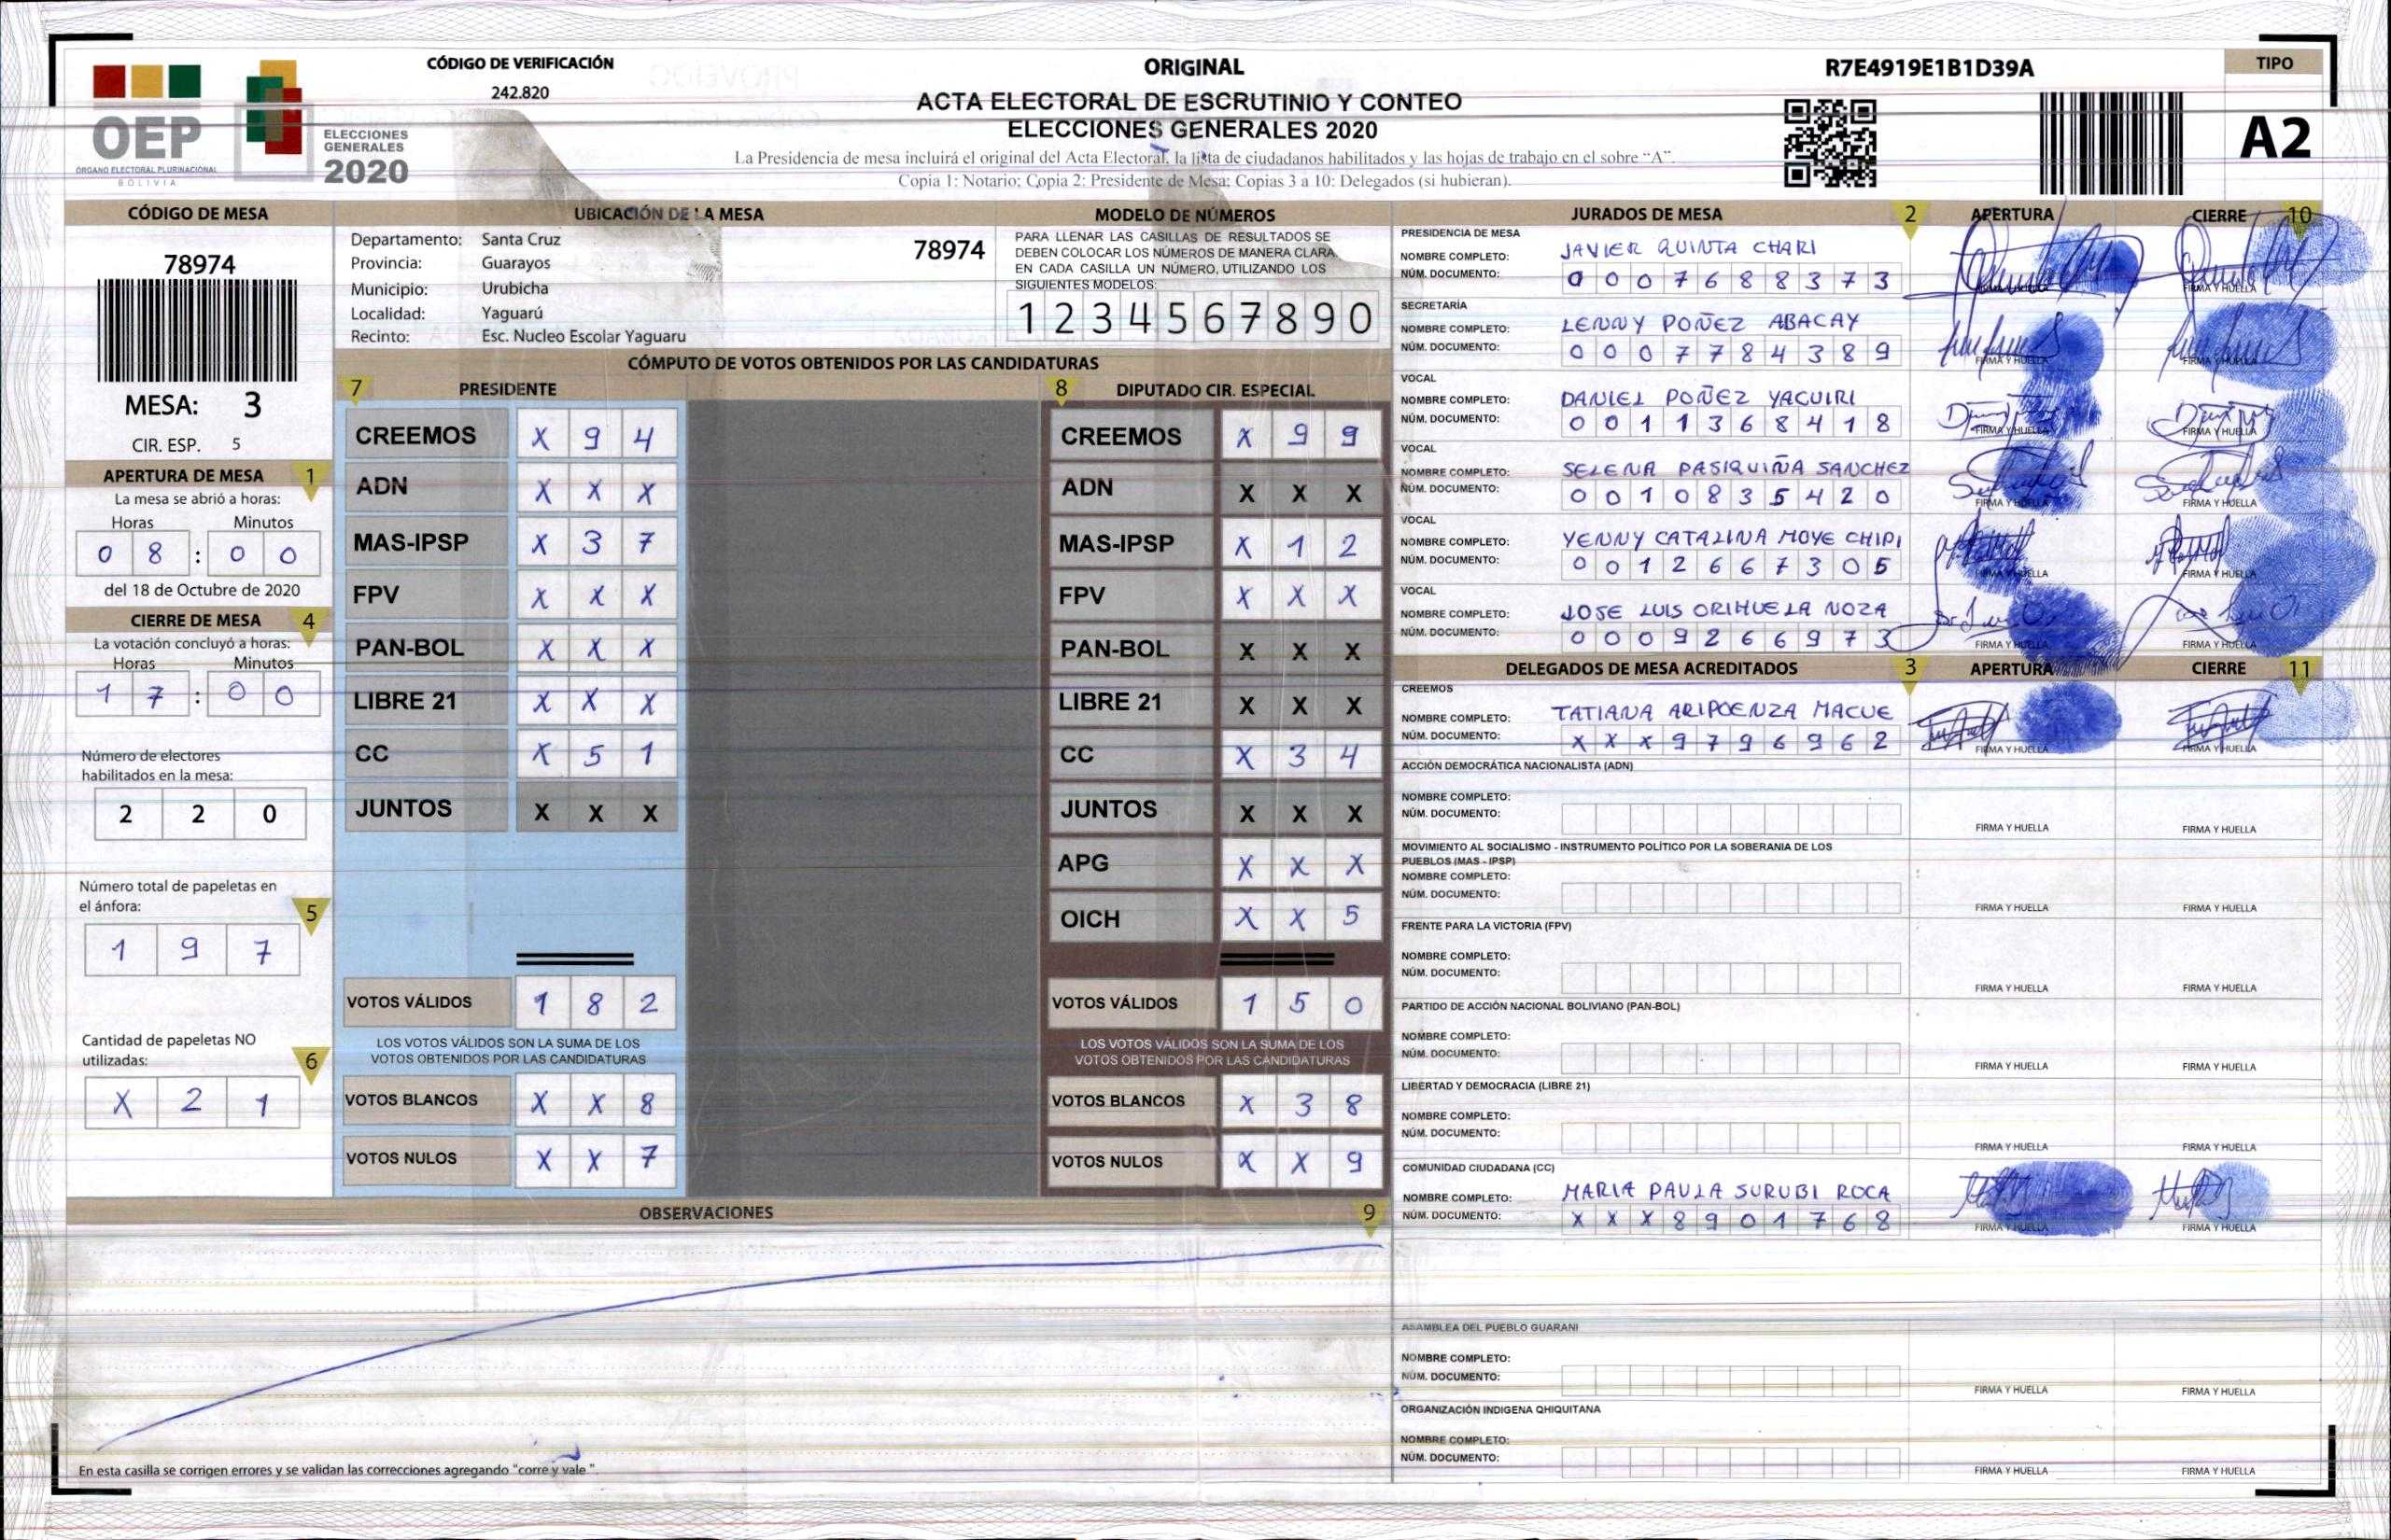 CÓDIGO DE VERIFICACIÓN
242.820
ORIGINAL
ACTA ELECTORAL DE ESCRUTINIO Y CONTEO
ELECCIONES GENERALES 2020
La Presidencia de mesa incluirá el original del Acta Electoral, la lista de ciudadanos habilitados y las hojas de trabajo en el sobre "A".
Copia 1: Notario; Copia 2: Presidente de Mesa; Copias 3 a 10: Delegados (si hubieran).
R7E4919E1B1D39A
TIPO
A2
OEP
ÓRGANO ELECTORAL PLURINACIONAL
BOLIVIA
ELECCIONES
GENERALES
2020
CÓDIGO DE MESA
78974
MESA: 3
CIR. ESP. 5
APERTURA DE MESA 1
La mesa se abrió a horas:
Horas Minutos
0 8 : 0 0
del 18 de Octubre de 2020
CIERRE DE MESA 4
La votación concluyó a horas:
Horas Minutos
1 7 : 0 0
Número de electores
habilitados en la mesa:
2 2 0
Número total de papeletas en
el ánfora:
5
1 9 7
Cantidad de papeletas NO
utilizadas:
6
X 2 1
UBICACIÓN DE LA MESA
Departamento: Santa Cruz
78974
Provincia: Guarayos
Municipio: Urubicha
Localidad: Yaguarú
Recinto: Esc. Nucleo Escolar Yaguaru
MODELO DE NÚMEROS
PARA LLENAR LAS CASILLAS DE RESULTADOS SE
DEBEN COLOCAR LOS NÚMEROS DE MANERA CLARA.
EN CADA CASILLA UN NÚMERO, UTILIZANDO LOS
SIGUIENTES MODELOS:
1 2 3 4 5 6 7 8 9 0
CÓMPUTO DE VOTOS OBTENIDOS POR LAS CANDIDATURAS
7 PRESIDENTE
CREEMOS X 9 4
ADN X X X
MAS-IPSP X 3 7
FPV X X X
PAN-BOL X X X
LIBRE 21 X X X
CC X 5 1
JUNTOS X X X
VOTOS VÁLIDOS 1 8 2
LOS VOTOS VÁLIDOS SON LA SUMA DE LOS
VOTOS OBTENIDOS POR LAS CANDIDATURAS
VOTOS BLANCOS X X 8
VOTOS NULOS X X 7
8 DIPUTADO CIR. ESPECIAL
CREEMOS X 9 9
ADN X X X
MAS-IPSP X 1 2
FPV X X X
PAN-BOL X X X
LIBRE 21 X X X
CC X 3 4
JUNTOS X X X
APG X X X
OICH X X 5
VOTOS VÁLIDOS 1 5 0
LOS VOTOS VÁLIDOS SON LA SUMA DE LOS
VOTOS OBTENIDOS POR LAS CANDIDATURAS
VOTOS BLANCOS X 3 8
VOTOS NULOS X X 9
OBSERVACIONES 9
En esta casilla se corrigen errores y se validan las correcciones agregando "corre y vale ".
JURADOS DE MESA 2 APERTURA CIERRE 10
PRESIDENCIA DE MESA
NOMBRE COMPLETO: JAVIER QUINTA CHARI
NÚM. DOCUMENTO: 0 0 0 7 6 8 8 3 7 3
FIRMA Y HUELLA FIRMA Y HUELLA
SECRETARÍA
NOMBRE COMPLETO: LENNY POÑEZ ABACAY
NÚM. DOCUMENTO: 0 0 0 7 7 8 4 3 8 9
FIRMA Y HUELLA FIRMA Y HUELLA
VOCAL
NOMBRE COMPLETO: DANIEL POÑEZ YAGUIRI
NÚM. DOCUMENTO: 0 0 1 1 3 6 8 4 1 8
FIRMA Y HUELLA FIRMA Y HUELLA
VOCAL
NOMBRE COMPLETO: SELENA PASIQUIÑA SANCHEZ
NÚM. DOCUMENTO: 0 0 1 0 8 3 5 4 2 0
FIRMA Y HUELLA FIRMA Y HUELLA
VOCAL
NOMBRE COMPLETO: YENNY CATALINA MOYE CHIPI
NÚM. DOCUMENTO: 0 0 1 2 6 6 7 3 0 5
FIRMA Y HUELLA FIRMA Y HUELLA
VOCAL
NOMBRE COMPLETO: JOSE LUIS ORIHUELA NOZA
NÚM. DOCUMENTO: 0 0 0 9 2 6 6 9 7 3
FIRMA Y HUELLA FIRMA Y HUELLA
DELEGADOS DE MESA ACREDITADOS 3 APERTURA CIERRE 11
CREEMOS
NOMBRE COMPLETO: TATIANA ARIPOENZA MACUE
NÚM. DOCUMENTO: X X X 9 7 9 6 9 6 2
FIRMA Y HUELLA FIRMA Y HUELLA
ACCIÓN DEMOCRÁTICA NACIONALISTA (ADN)
NOMBRE COMPLETO:
NÚM. DOCUMENTO:
FIRMA Y HUELLA FIRMA Y HUELLA
MOVIMIENTO AL SOCIALISMO - INSTRUMENTO POLÍTICO POR LA SOBERANIA DE LOS
PUEBLOS (MAS - IPSP)
NOMBRE COMPLETO:
NÚM. DOCUMENTO:
FIRMA Y HUELLA FIRMA Y HUELLA
FRENTE PARA LA VICTORIA (FPV)
NOMBRE COMPLETO:
NÚM. DOCUMENTO:
FIRMA Y HUELLA FIRMA Y HUELLA
PARTIDO DE ACCIÓN NACIONAL BOLIVIANO (PAN-BOL)
NOMBRE COMPLETO:
NÚM. DOCUMENTO:
FIRMA Y HUELLA FIRMA Y HUELLA
LIBERTAD Y DEMOCRACIA (LIBRE 21)
NOMBRE COMPLETO:
NÚM. DOCUMENTO:
FIRMA Y HUELLA FIRMA Y HUELLA
COMUNIDAD CIUDADANA (CC)
NOMBRE COMPLETO: MARIA PAULA SURUBI ROCA
NÚM. DOCUMENTO: X X X 8 9 0 1 7 6 8
FIRMA Y HUELLA FIRMA Y HUELLA
ASAMBLEA DEL PUEBLO GUARANI
NOMBRE COMPLETO:
NÚM. DOCUMENTO:
FIRMA Y HUELLA FIRMA Y HUELLA
ORGANIZACIÓN INDIGENA QHIQUITANA
NOMBRE COMPLETO:
NÚM. DOCUMENTO:
FIRMA Y HUELLA FIRMA Y HUELLA